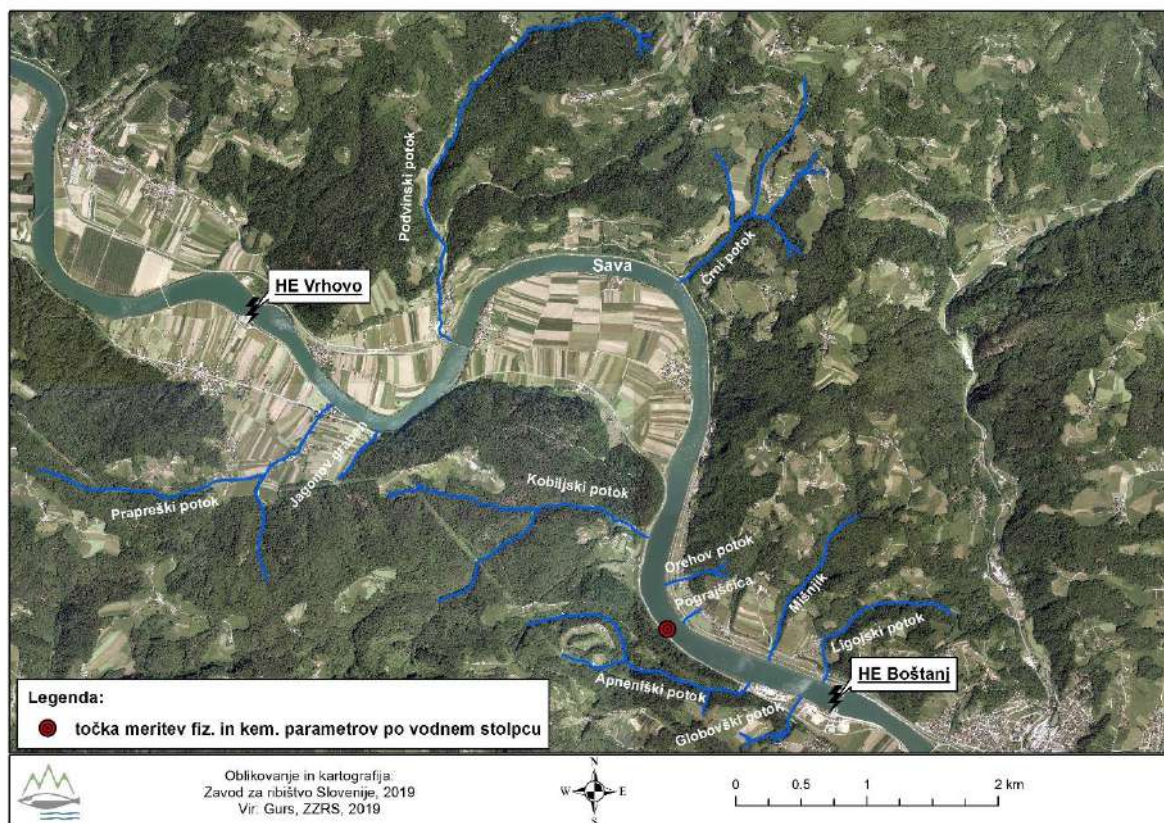 Podvinski potok
Črni potok
Sava
HE Vrhovo
Jagonov graben
Prapreški potok
Kobiljski potok
Orehov potok
Pograjščica
Mišnjik
Ligojski potok
Apneniški potok
HE Boštanj
Globovški potok
Legenda:
točka meritev fiz. in kem. parametrov po vodnem stolpcu
Oblikovanje in kartografija:
Zavod za ribištvo Slovenije, 2019
Vir: Gurs, ZZRS, 2019
N
W E
S
0 0.5 1 2 km